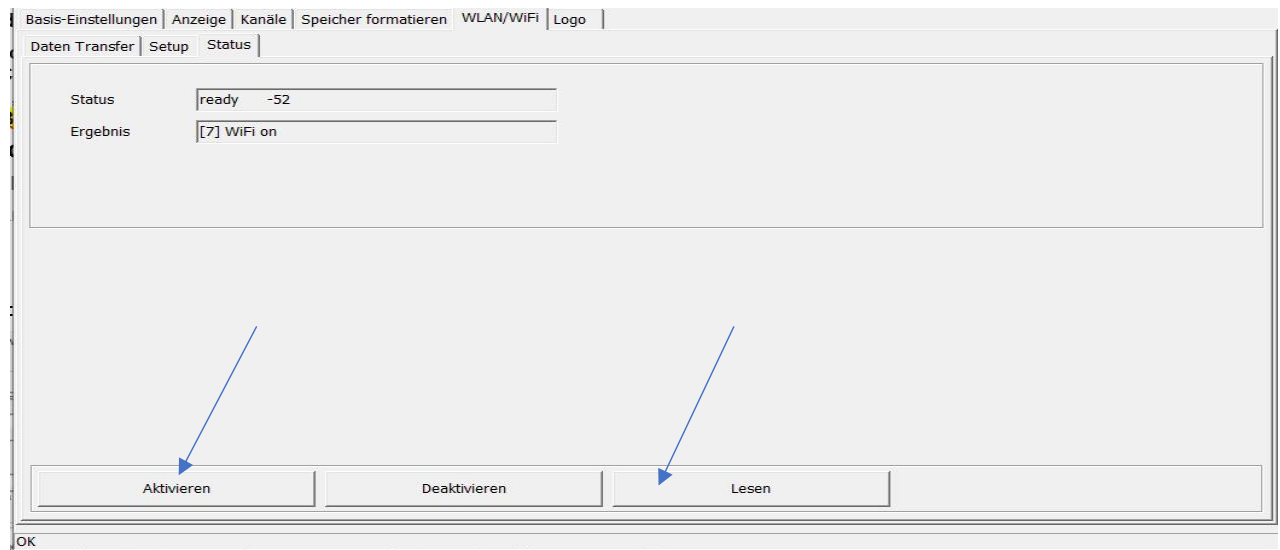 Basis-Einstellungen Anzeige Kanäle Speicher formatieren WLAN/WiFi Logo
Daten Transfer Setup Status
Status ready -52
Ergebnis [7] WiFi on
Aktivieren Deaktivieren Lesen
OK